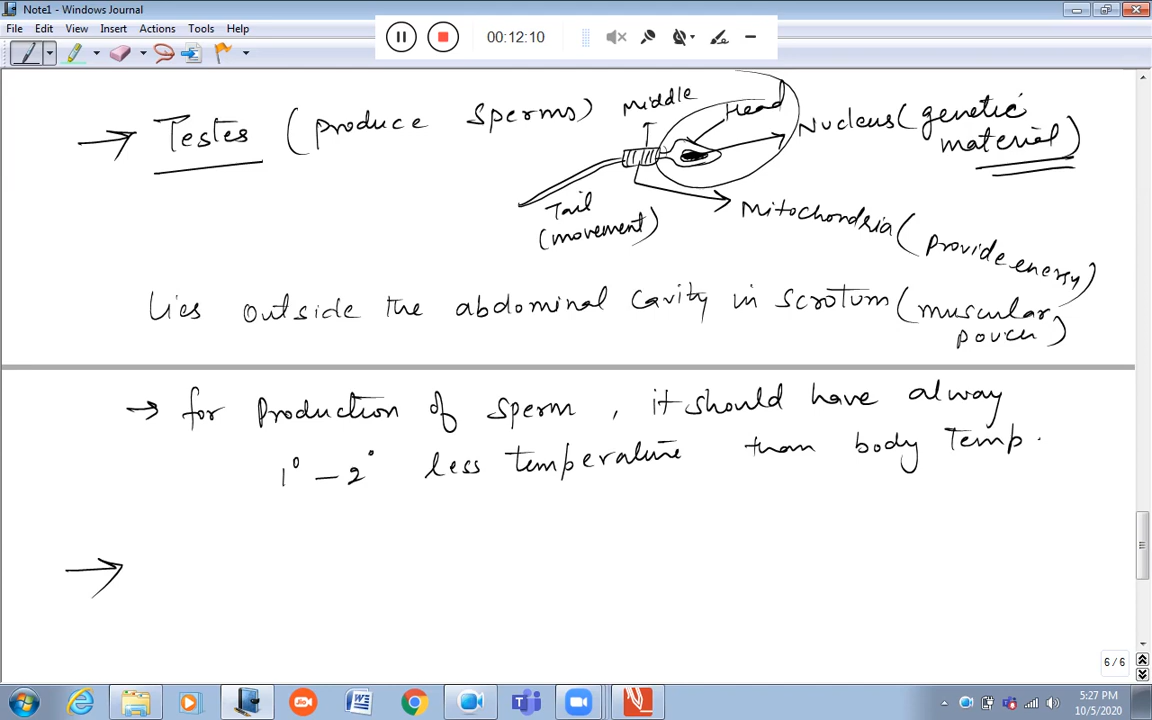 Note1 - Windows Journal
File Edit View Insert Actions Tools Help
00:12:10
→ Testes (produce sperms)
Middle
Head
Nucleus (genetic
material)
Tail
(movement)
Mitochondria (provide energy)
Lies outside the abdominal cavity in scrotum (muscular
pouch)
→ for Production of sperm, it should have alway
1° – 2° less temperature than body Temp.
→
6 / 6
5:27 PM
10/5/2020